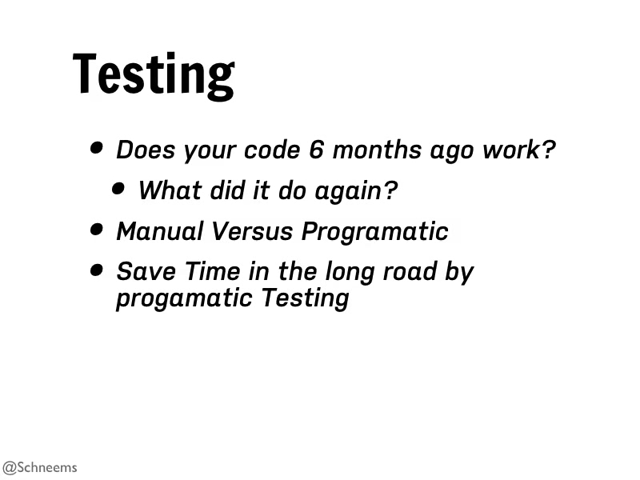 Testing
• Does your code 6 months ago work?
• What did it do again?
• Manual Versus Programatic
• Save Time in the long road by
progamatic Testing
@Schneems